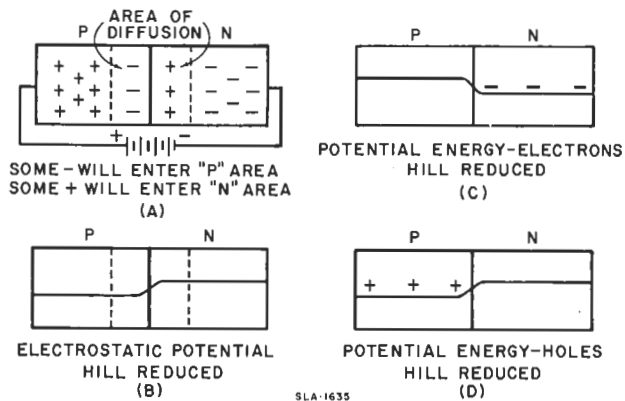 AREA OF
DIFFUSION
P N
+ -
SOME - WILL ENTER "P" AREA
SOME + WILL ENTER "N" AREA
(A)
P N
POTENTIAL ENERGY-ELECTRONS
HILL REDUCED
(C)
P N
ELECTROSTATIC POTENTIAL
HILL REDUCED
(B)
P N
+ + +
POTENTIAL ENERGY-HOLES
HILL REDUCED
(D)
SLA-1635